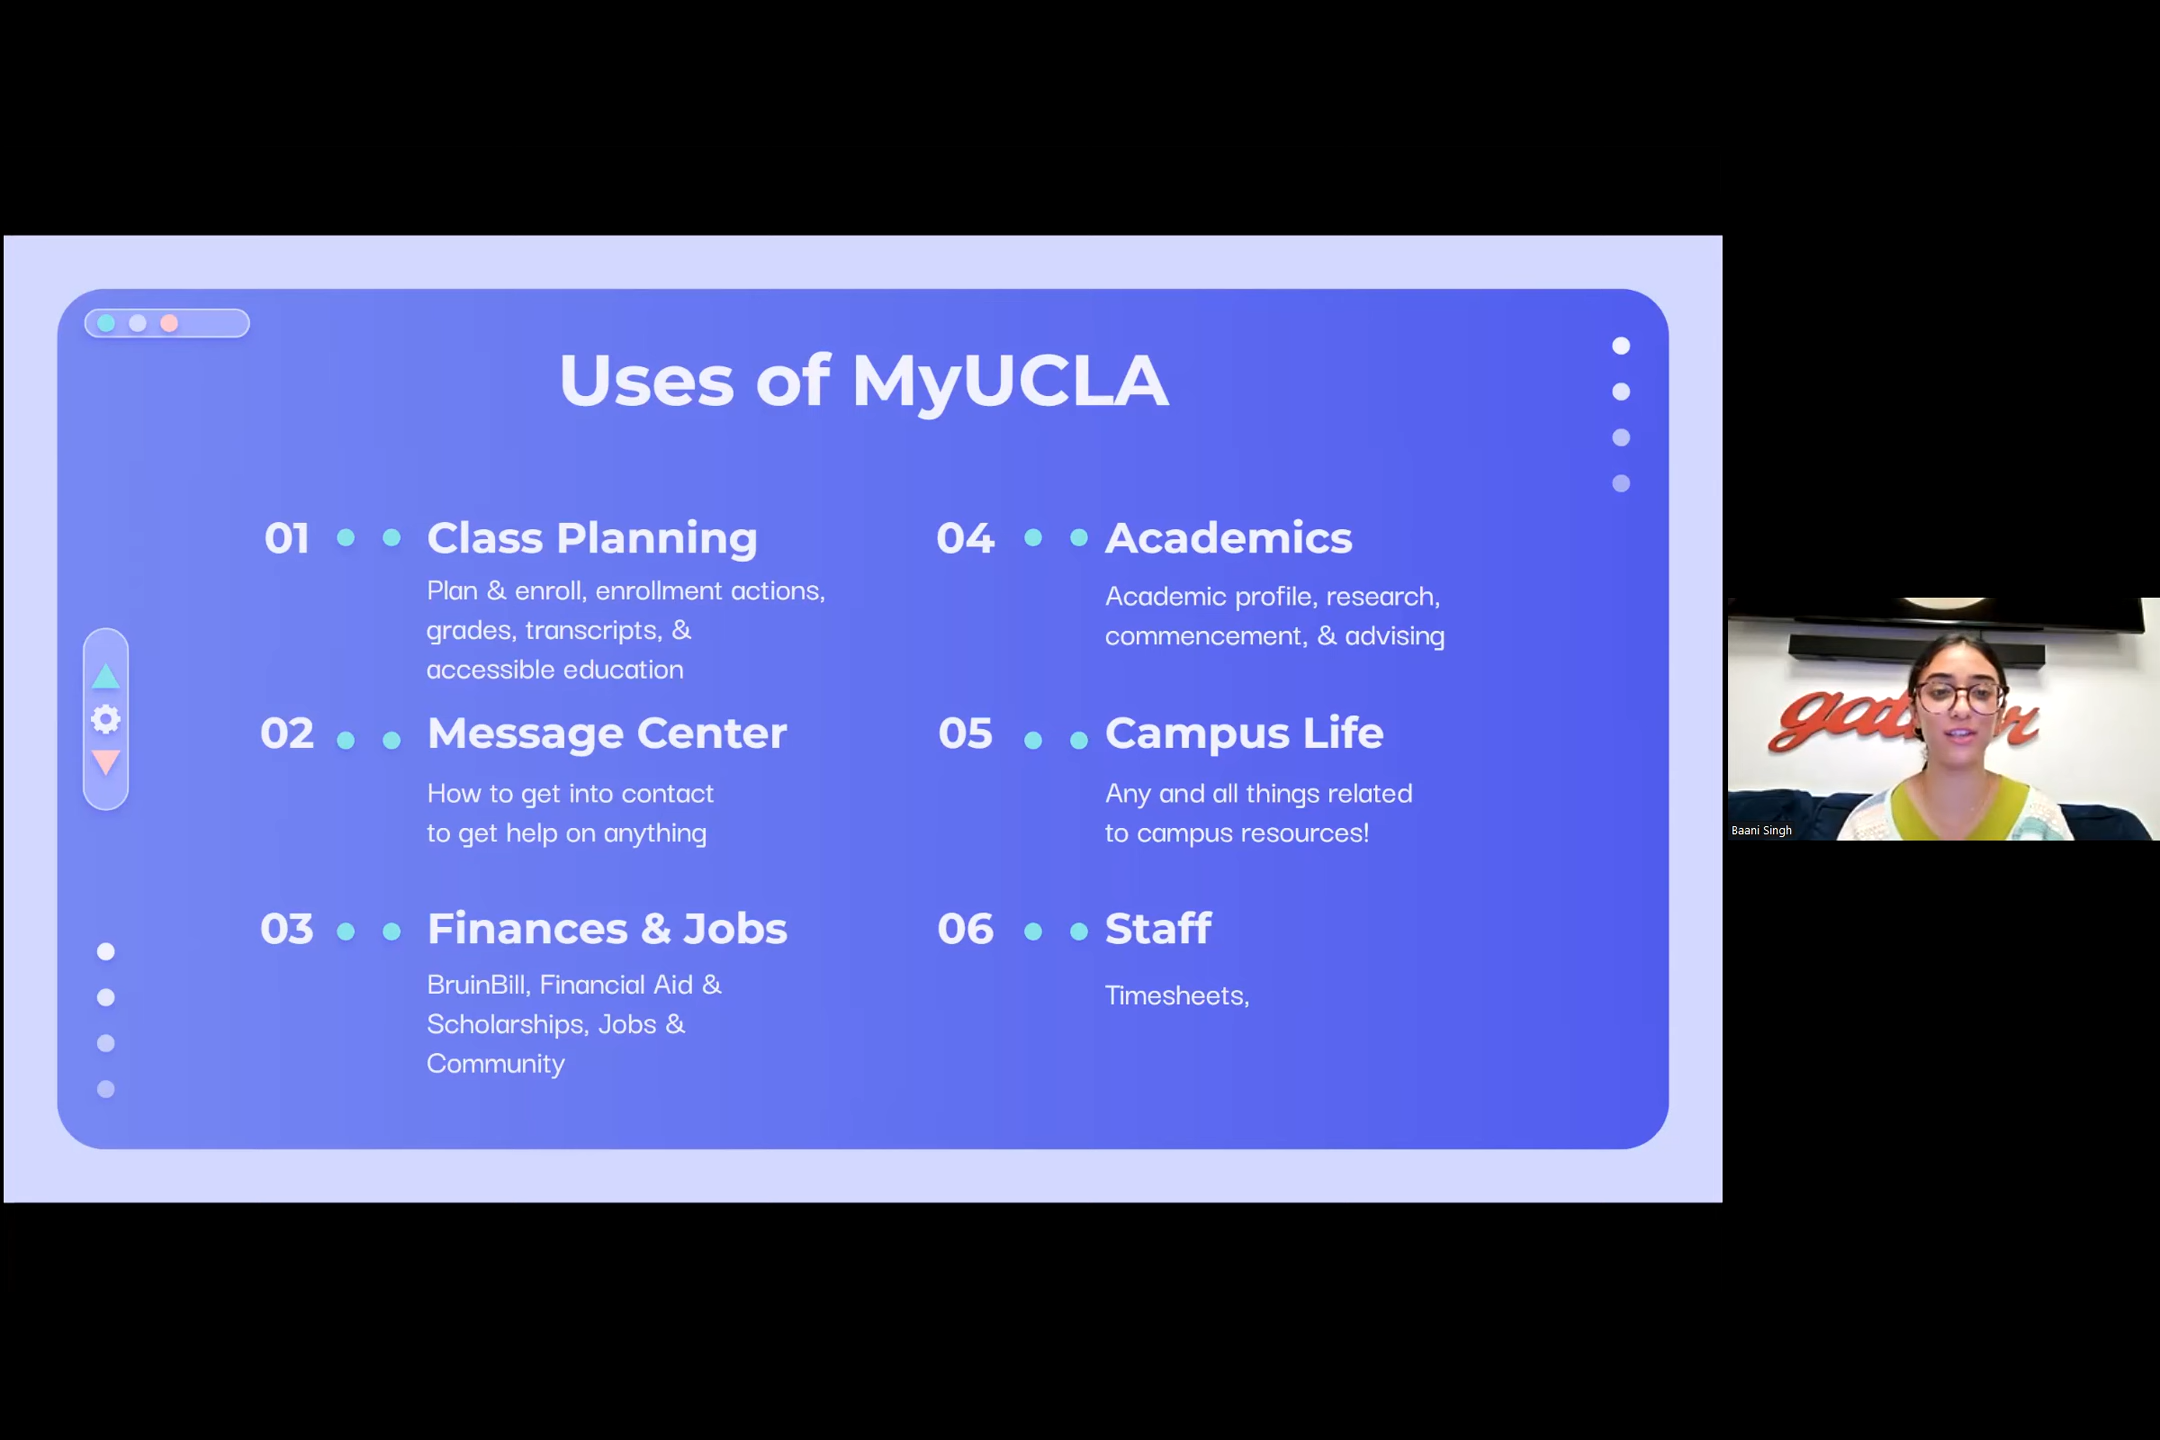 Uses of MyUCLA
01 Class Planning
Plan & enroll, enrollment actions,
grades, transcripts, &
accessible education
02 Message Center
How to get into contact
to get help on anything
03 Finances & Jobs
BruinBill, Financial Aid &
Scholarships, Jobs &
Community
04 Academics
Academic profile, research,
commencement, & advising
05 Campus Life
Any and all things related
to campus resources!
06 Staff
Timesheets,
Baani Singh